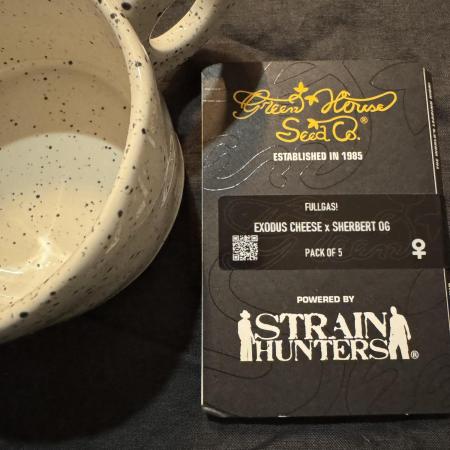 Green House
Seed Co.®
ESTABLISHED IN 1985
FULLGAS!
EXODUS CHEESE x SHERBERT OG
PACK OF 5
POWERED BY
STRAIN
HUNTERS®